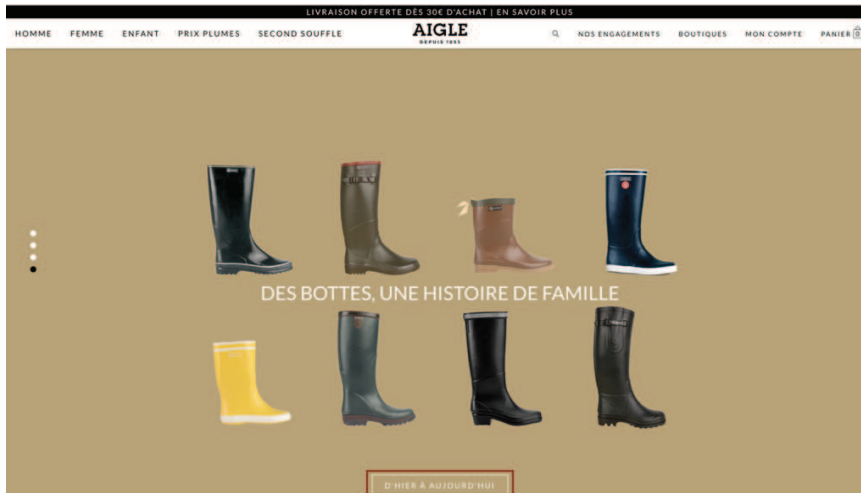 LIVRAISON OFFERTE DÈS 30€ D'ACHAT | EN SAVOIR PLUS
HOMME FEMME ENFANT PRIX PLUMES SECOND SOUFFLE AIGLE NOS ENGAGEMENTS BOUTIQUES MON COMPTE PANIER 0
DEPUIS 1853
DES BOTTES, UNE HISTOIRE DE FAMILLE
D'HIER À AUJOURD'HUI